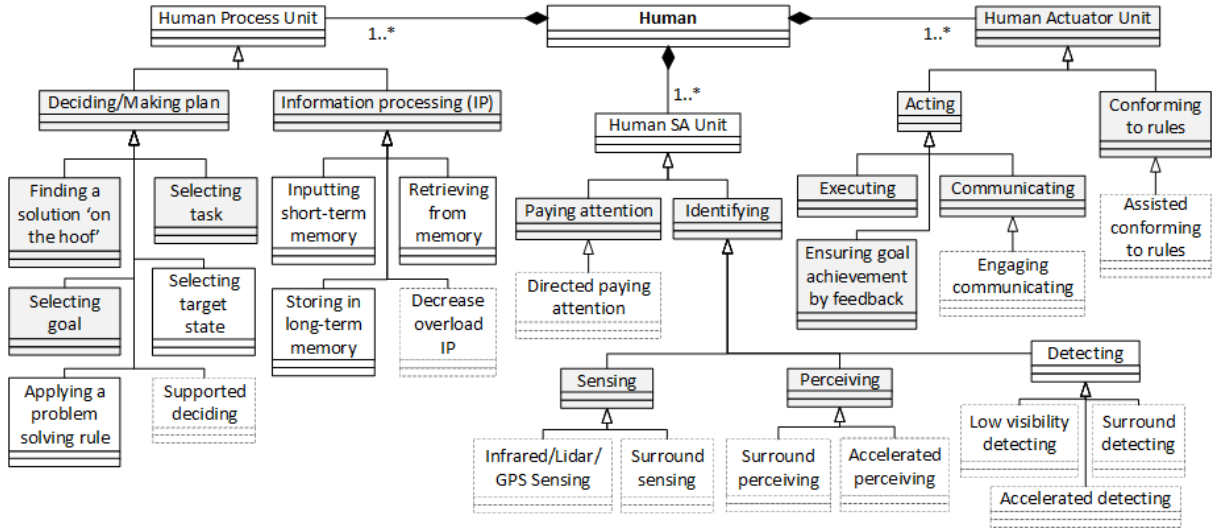 Human Process Unit
Human
Human Actuator Unit
1..*
1..*
1..*
Deciding/Making plan
Information processing (IP)
Human SA Unit
Acting
Conforming
to rules
Finding a
solution ‘on
the hoof’
Selecting
task
Inputting
short-term
memory
Retrieving
from
memory
Paying attention
Identifying
Executing
Communicating
Assisted
conforming
to rules
Selecting
goal
Selecting
target
state
Storing in
long-term
memory
Decrease
overload
IP
Directed paying
attention
Ensuring goal
achievement
by feedback
Engaging
communicating
Applying a
problem
solving rule
Supported
deciding
Sensing
Perceiving
Detecting
Infrared/Lidar/
GPS Sensing
Surround
sensing
Surround
perceiving
Accelerated
perceiving
Low visibility
detecting
Surround
detecting
Accelerated detecting